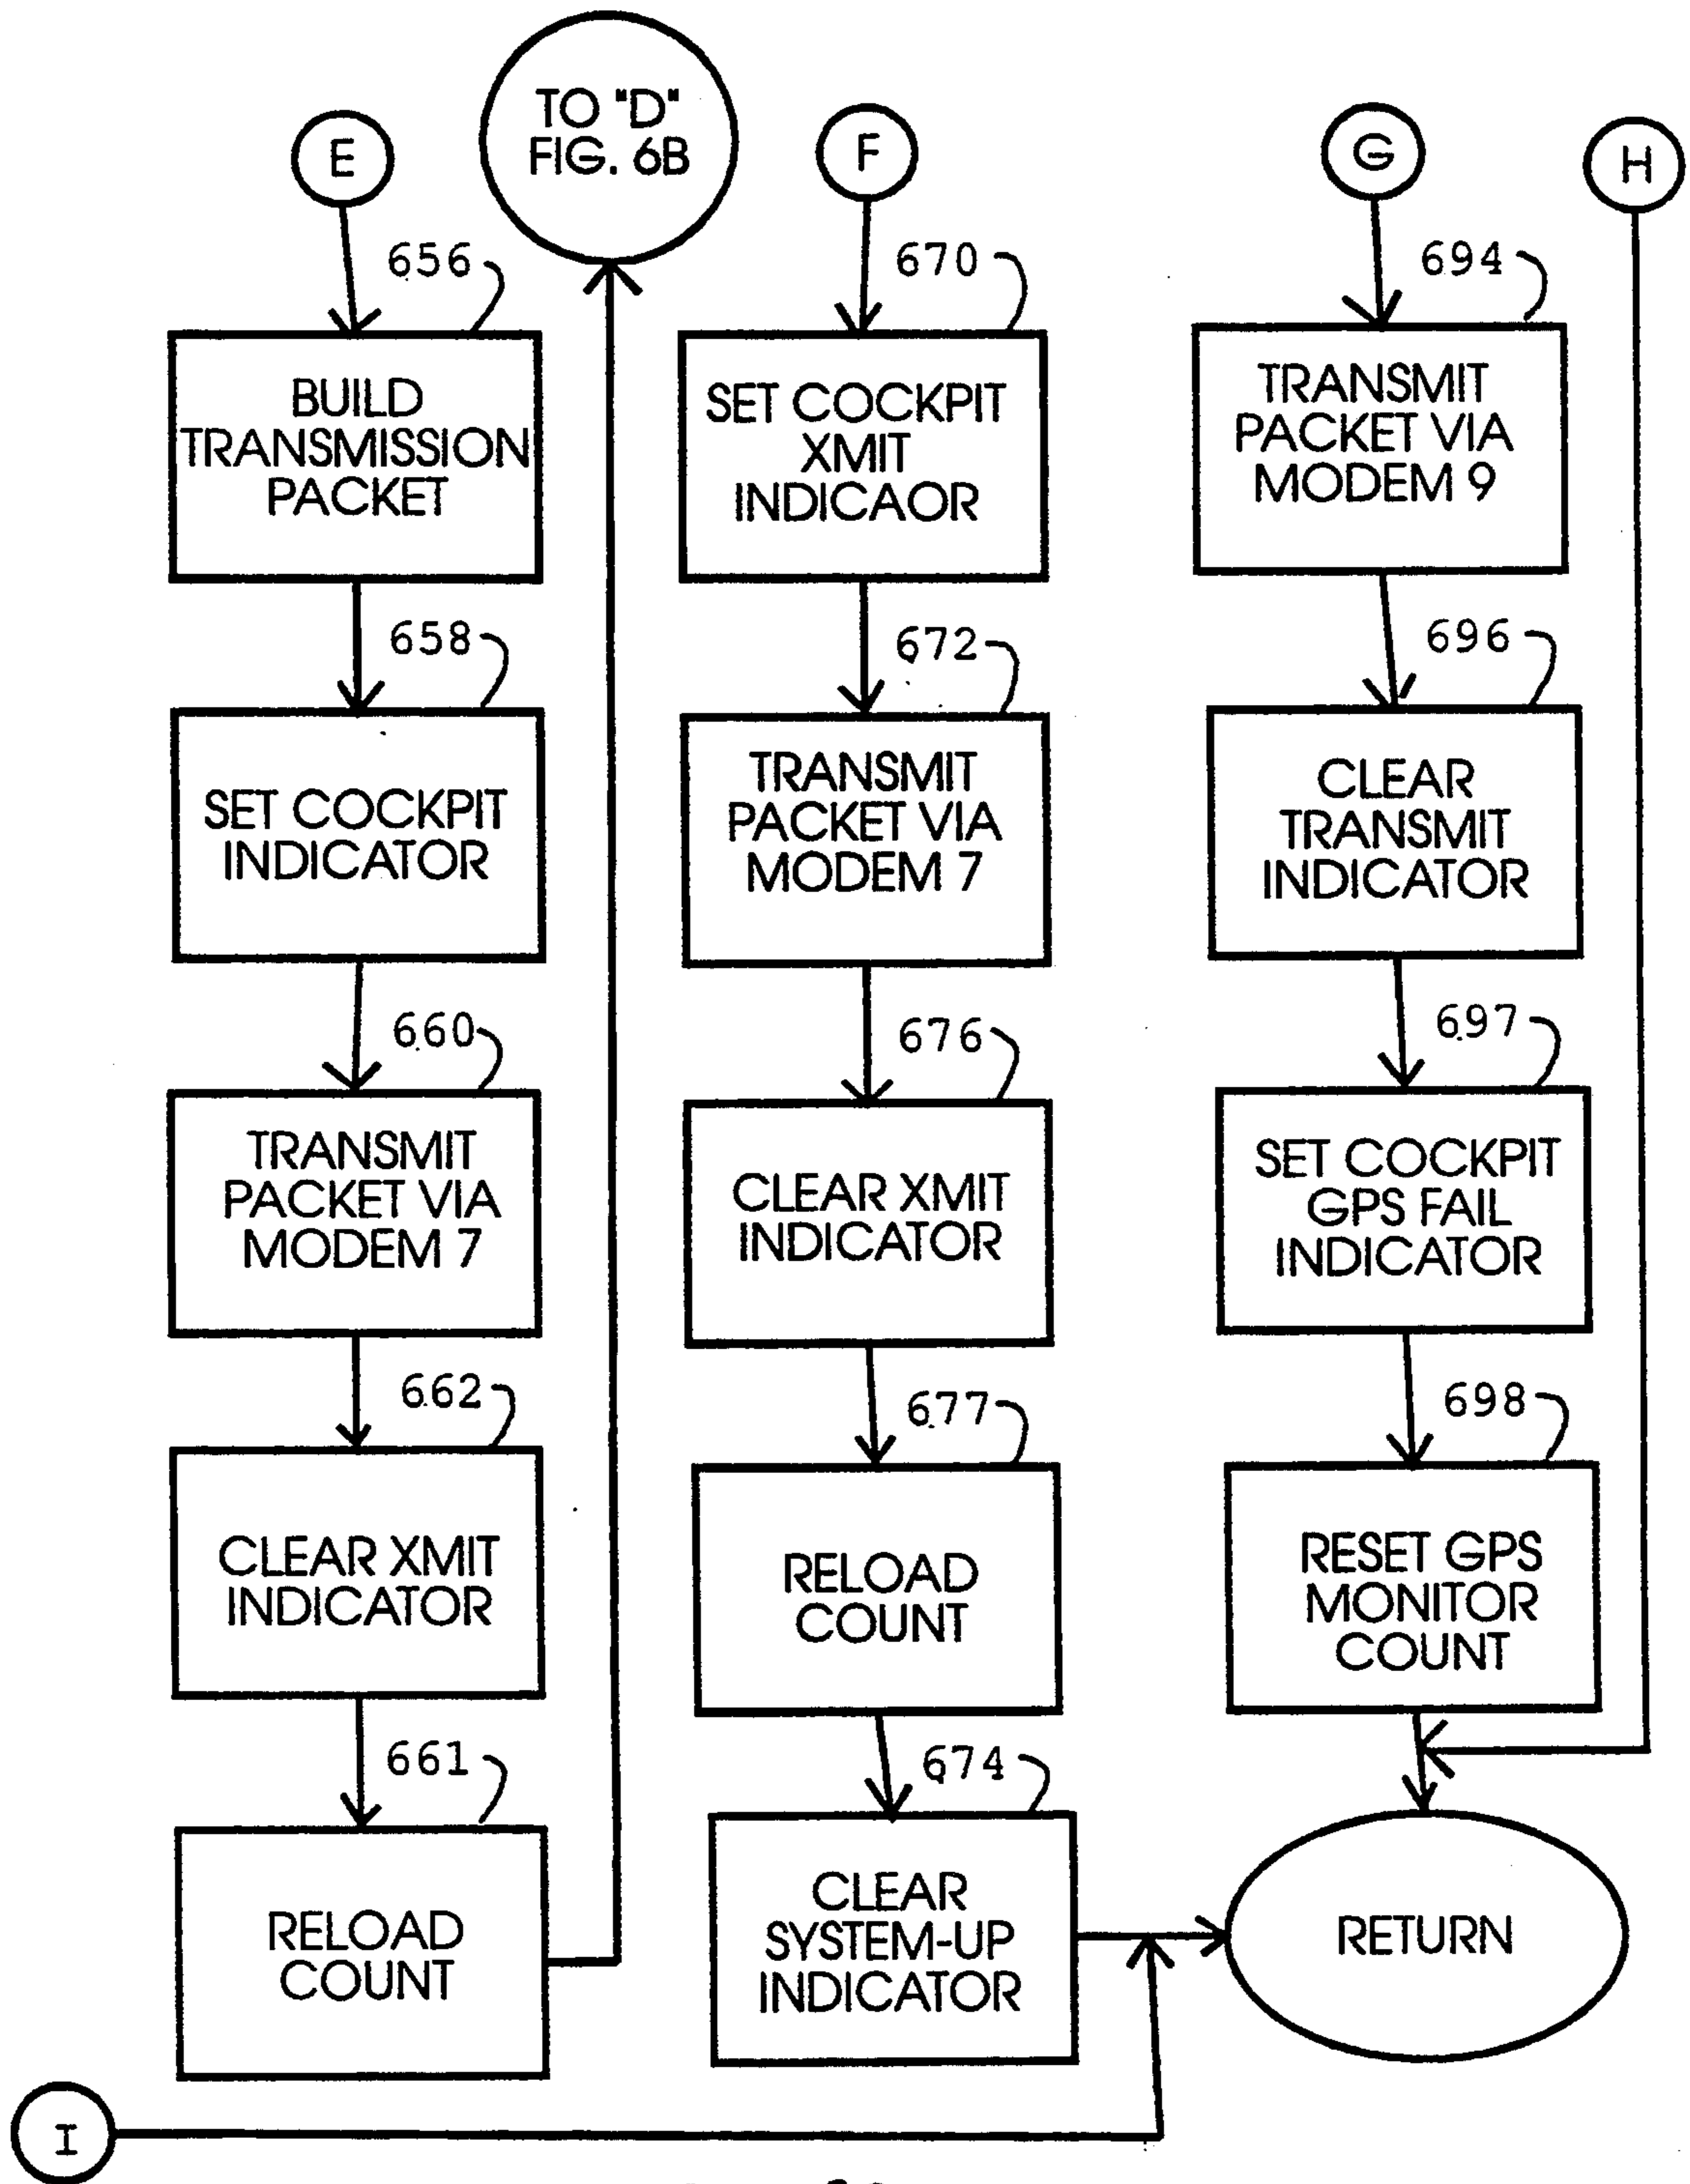 TO "D"
FIG. 6B
E
F
G
H
656
BUILD
TRANSMISSION
PACKET
658
SET COCKPIT
INDICATOR
660
TRANSMIT
PACKET VIA
MODEM 7
662
CLEAR XMIT
INDICATOR
661
RELOAD
COUNT
670
SET COCKPIT
XMIT
INDICAOR
672
TRANSMIT
PACKET VIA
MODEM 7
676
CLEAR XMIT
INDICATOR
677
RELOAD
COUNT
674
CLEAR
SYSTEM-UP
INDICATOR
694
TRANSMIT
PACKET VIA
MODEM 9
696
CLEAR
TRANSMIT
INDICATOR
697
SET COCKPIT
GPS FAIL
INDICATOR
698
RESET GPS
MONITOR
COUNT
RETURN
I